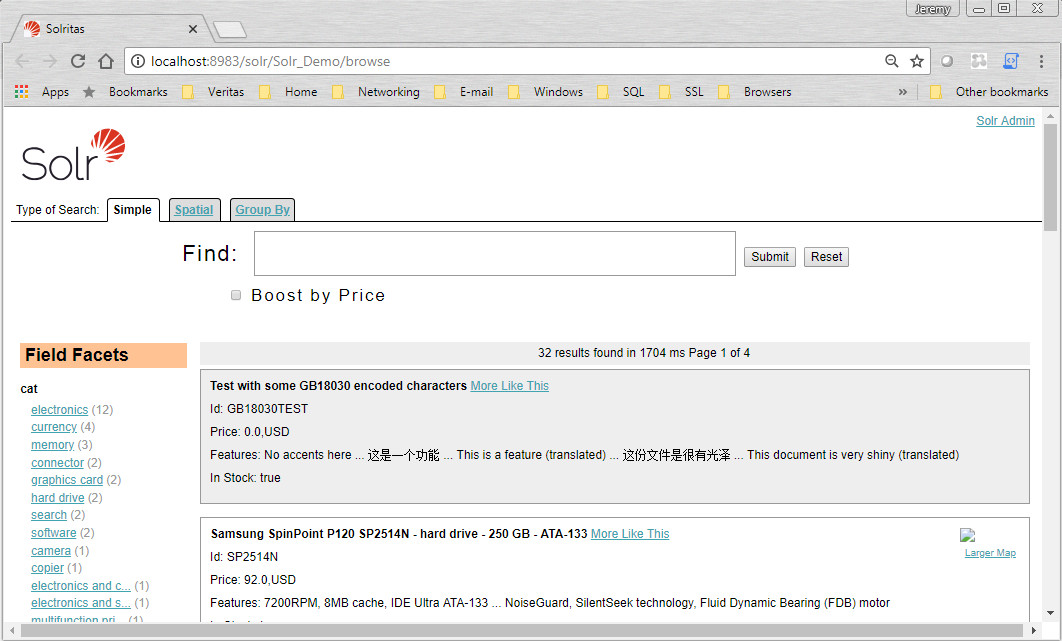 Jeremy
Solritas
localhost:8983/solr/Solr_Demo/browse
Apps Bookmarks Veritas Home Networking E-mail Windows SQL SSL Browsers » Other bookmarks
Solr Admin
Solr
Type of Search: Simple Spatial Group By
Find: Submit Reset
Boost by Price
Field Facets
32 results found in 1704 ms Page 1 of 4
cat
electronics (12)
currency (4)
memory (3)
connector (2)
graphics card (2)
hard drive (2)
search (2)
software (2)
camera (1)
copier (1)
electronics and c... (1)
electronics and s... (1)
multifunction pri... (1)
Test with some GB18030 encoded characters More Like This
Id: GB18030TEST
Price: 0.0,USD
Features: No accents here ... 这是一个功能 ... This is a feature (translated) ... 这份文件是很有光泽 ... This document is very shiny (translated)
In Stock: true
Samsung SpinPoint P120 SP2514N - hard drive - 250 GB - ATA-133 More Like This
Larger Map
Id: SP2514N
Price: 92.0,USD
Features: 7200RPM, 8MB cache, IDE Ultra ATA-133 ... NoiseGuard, SilentSeek technology, Fluid Dynamic Bearing (FDB) motor